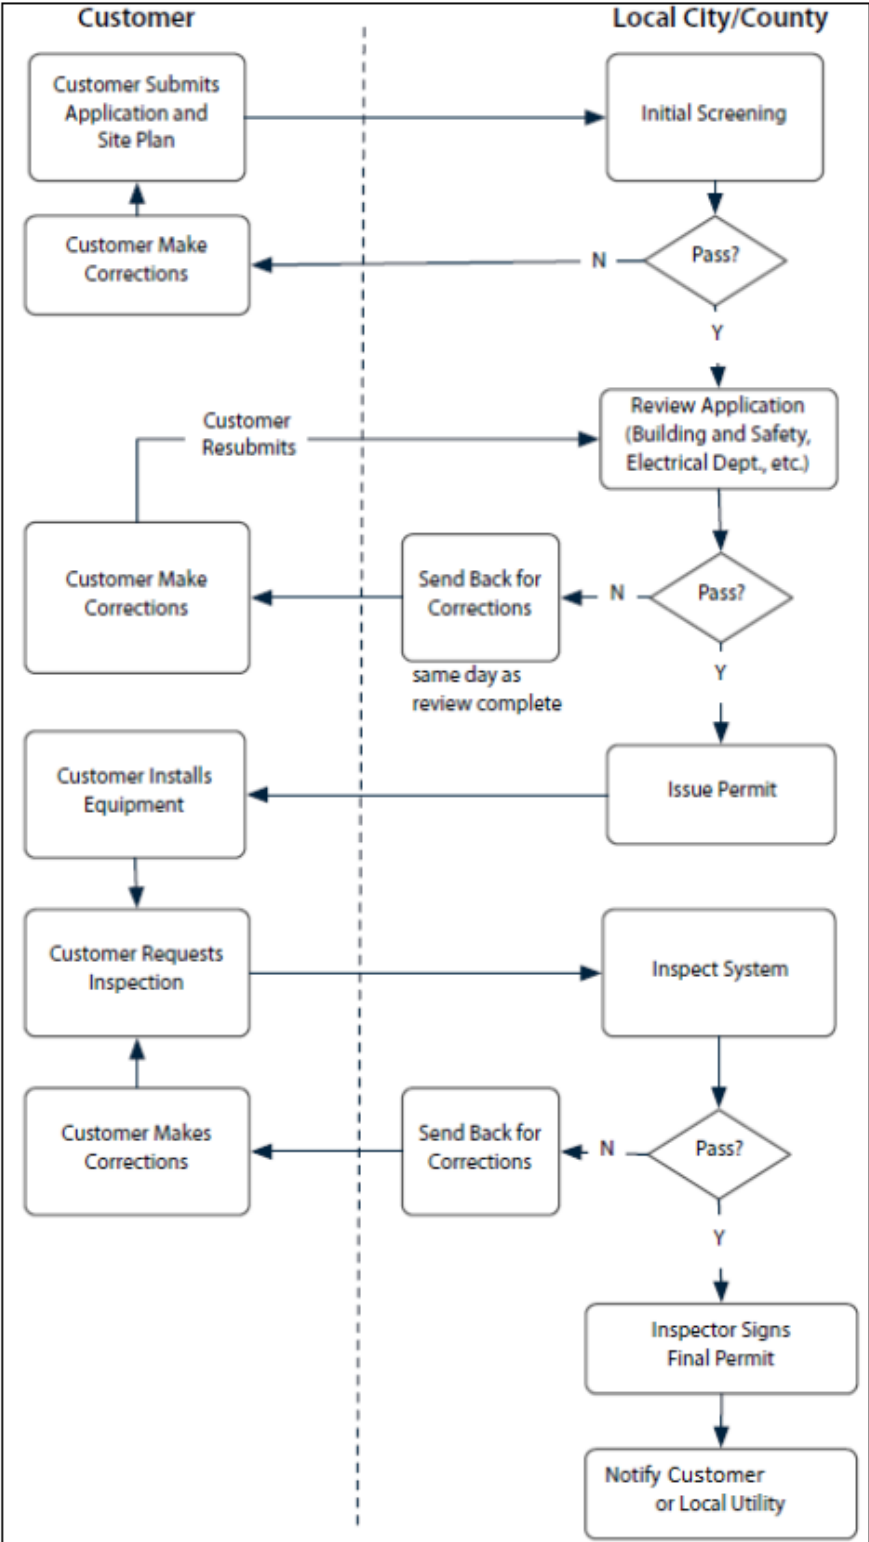 Customer
Local City/County
Customer Submits
Application and
Site Plan
Initial Screening
Customer Make
Corrections
N
Pass?
Y
Customer
Resubmits
Review Application
(Building and Safety,
Electrical Dept., etc.)
Customer Make
Corrections
Send Back for
Corrections
N
Pass?
same day as
review complete
Y
Customer Installs
Equipment
Issue Permit
Customer Requests
Inspection
Inspect System
Customer Makes
Corrections
Send Back for
Corrections
N
Pass?
Y
Inspector Signs
Final Permit
Notify Customer
or Local Utility